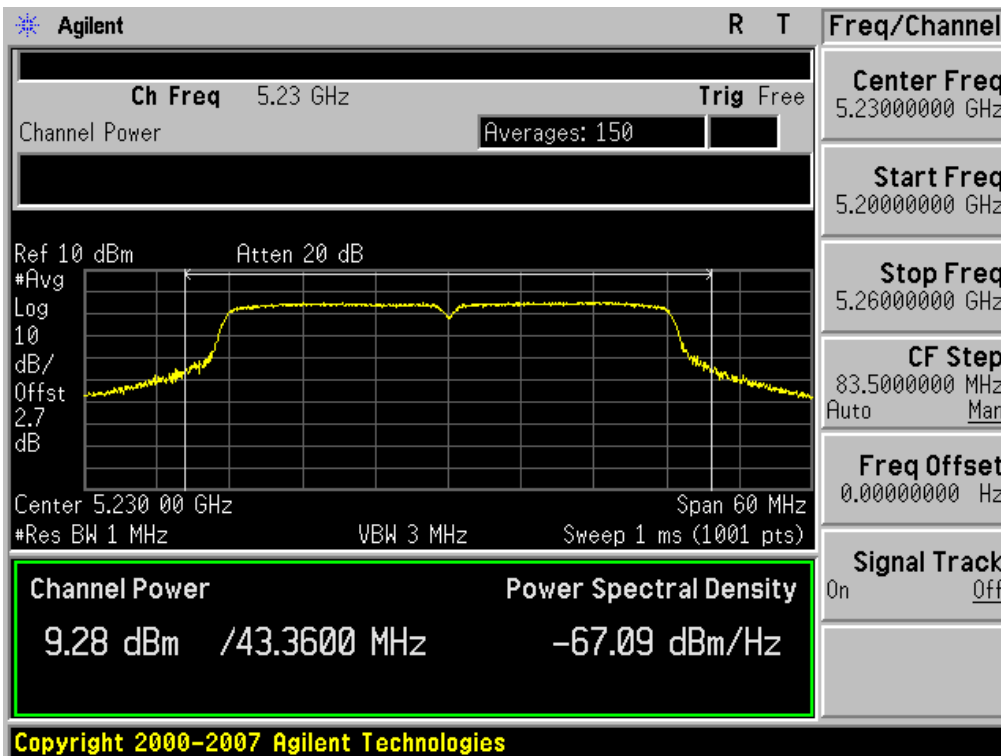 Agilent R T
Freq/Channel
Ch Freq 5.23 GHz Trig Free
Channel Power Averages: 150
Center Freq
5.23000000 GHz
Start Freq
5.20000000 GHz
Stop Freq
5.26000000 GHz
CF Step
83.5000000 MHz
Auto Man
Freq Offset
0.00000000 Hz
Signal Track
On Off
Ref 10 dBm Atten 20 dB
#Avg
Log
10
dB/
Offst
2.7
dB
Center 5.230 00 GHz Span 60 MHz
#Res BW 1 MHz VBW 3 MHz Sweep 1 ms (1001 pts)
Channel Power Power Spectral Density
9.28 dBm /43.3600 MHz -67.09 dBm/Hz
Copyright 2000-2007 Agilent Technologies